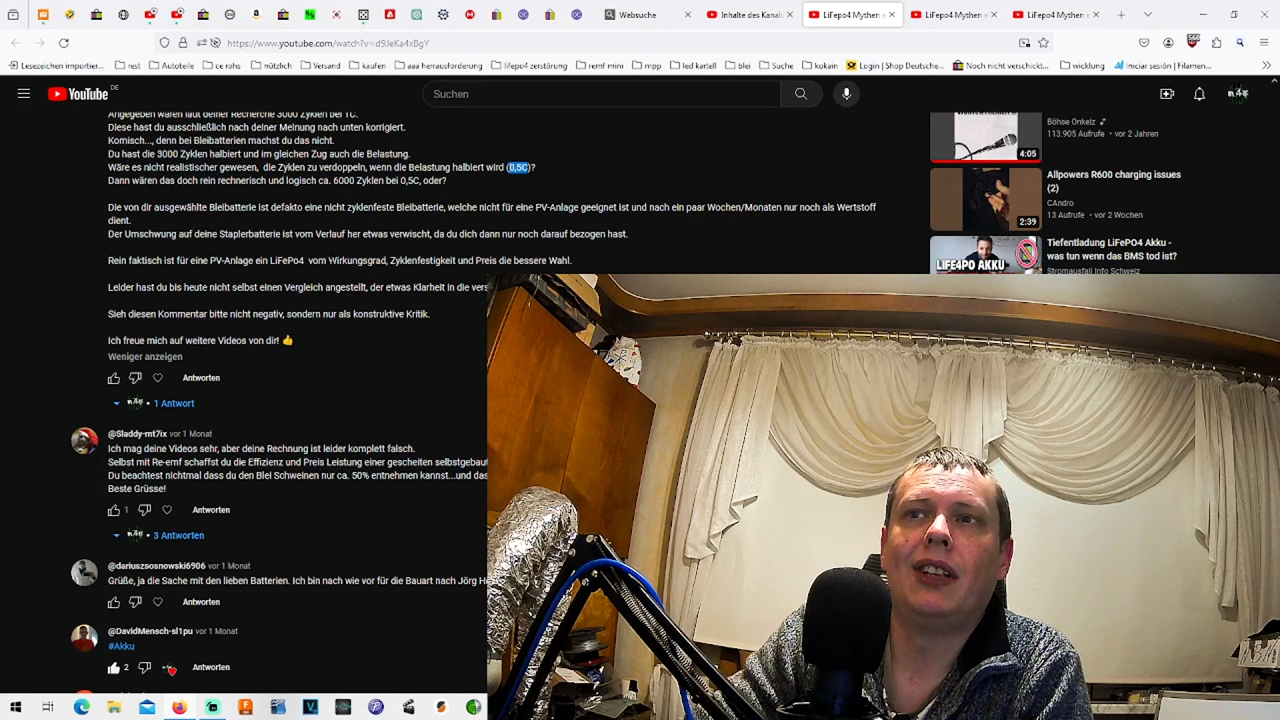 Websuche
Inhalte des Kanals
LiFepo4 Mythen e
LiFepo4 Mythen e
LiFepo4 Mythen e
https://www.youtube.com/watch?v=d9JeKa4xBgY
Lesezeichen importier...
rest
Autoteile
ce rohs
nützlich
Versand
kaufen
aaa herausforderung
lifepo4 zerstörung
remf mini
mpp
led kartell
blei
Suche
kokain
Login | Shop Deutsche...
Noch nicht verschickt...
wicklung
Iniciar sesión | Filamen...
YouTube DE
Suchen
Angegeben waren laut deiner Recherche 3000 Zyklen bei 1C.
Diese hast du ausschließlich nach deiner Meinung nach unten korrigiert.
Komisch..., denn bei Bleibatterien machst du das nicht.
Du hast die 3000 Zyklen halbiert und im gleichen Zug auch die Belastung.
Wäre es nicht realistischer gewesen, die Zyklen zu verdoppeln, wenn die Belastung halbiert wird (0,5C)?
Dann wären das doch rein rechnerisch und logisch ca. 6000 Zyklen bei 0,5C, oder?
Die von dir ausgewählte Bleibatterie ist defakto eine nicht zyklenfeste Bleibatterie, welche nicht für eine PV-Anlage geeignet ist und nach ein paar Wochen/Monaten nur noch als Wertstoff
dient.
Der Umschwung auf deine Staplerbatterie ist vom Verlauf her etwas verwischt, da du dich dann nur noch darauf bezogen hast.
Rein faktisch ist für eine PV-Anlage ein LiFePo4 vom Wirkungsgrad, Zyklenfestigkeit und Preis die bessere Wahl.
Leider hast du bis heute nicht selbst einen Vergleich angestellt, der etwas Klarheit in die vers
Sieh diesen Kommentar bitte nicht negativ, sondern nur als konstruktive Kritik.
Ich freue mich auf weitere Videos von dir! 👍
Weniger anzeigen
Antworten
1 Antwort
@Sladdy-mt7ix vor 1 Monat
Ich mag deine Videos sehr, aber deine Rechnung ist leider komplett falsch.
Selbst mit Re-emf schaffst du die Effizienz und Preis Leistung einer gescheiten selbstgebaut
Du beachtest nichtmal dass du den Blei Schweinen nur ca. 50% entnehmen kannst...und das
Beste Grüsse!
1
Antworten
3 Antworten
@dariuszsosnowski6906 vor 1 Monat
Grüße, ja die Sache mit den lieben Batterien. Ich bin nach wie vor für die Bauart nach Jörg H
Antworten
@DavidMensch-sl1pu vor 1 Monat
#Akku
2
Antworten
4:05
Böhse Onkelz
113.905 Aufrufe • vor 2 Jahren
2:39
Allpowers R600 charging issues
(2)
CAndro
13 Aufrufe • vor 2 Wochen
LIFE4PO AKKU
Tiefentladung LiFePO4 Akku -
was tun wenn das BMS tod ist?
Stromausfall Info Schweiz